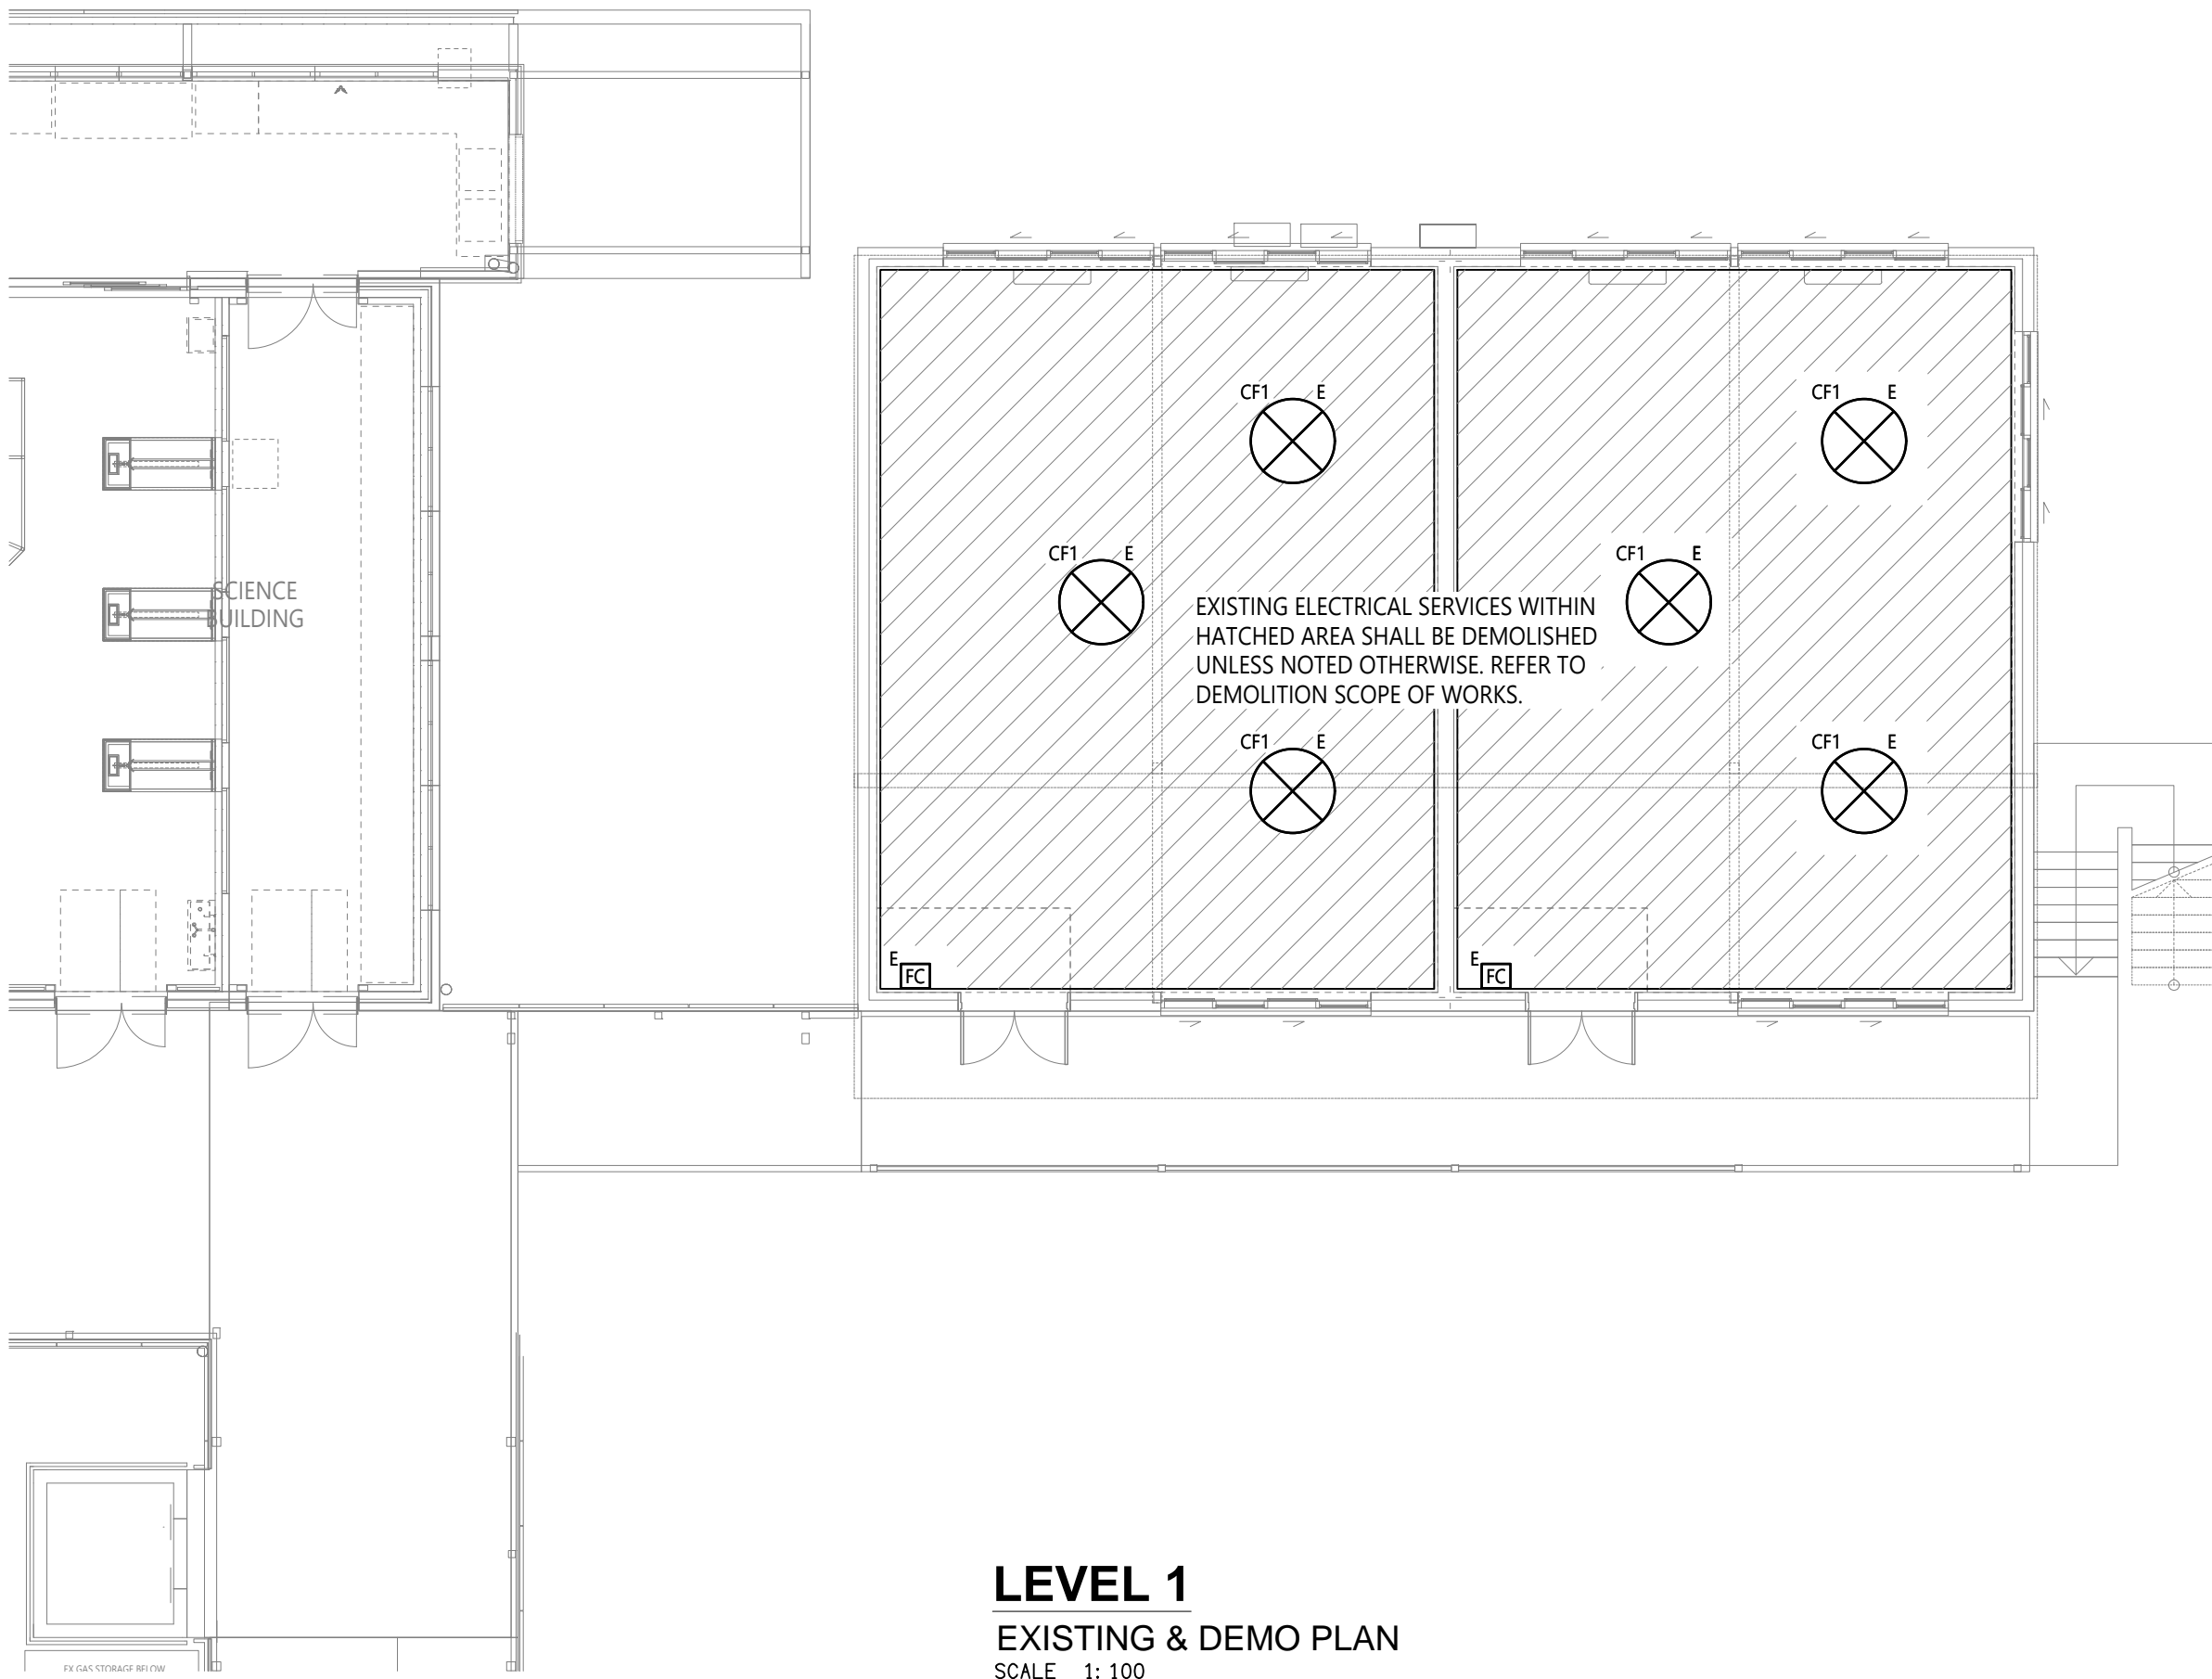 CF1 E
CF1 E
CF1 E
CF1 E
SCIENCE
BUILDING
EXISTING ELECTRICAL SERVICES WITHIN
HATCHED AREA SHALL BE DEMOLISHED
UNLESS NOTED OTHERWISE. REFER TO
DEMOLITION SCOPE OF WORKS.
CF1 E
CF1 E
E
FC
E
FC
LEVEL 1
EXISTING & DEMO PLAN
SCALE 1: 100
EX GAS STORAGE BELOW